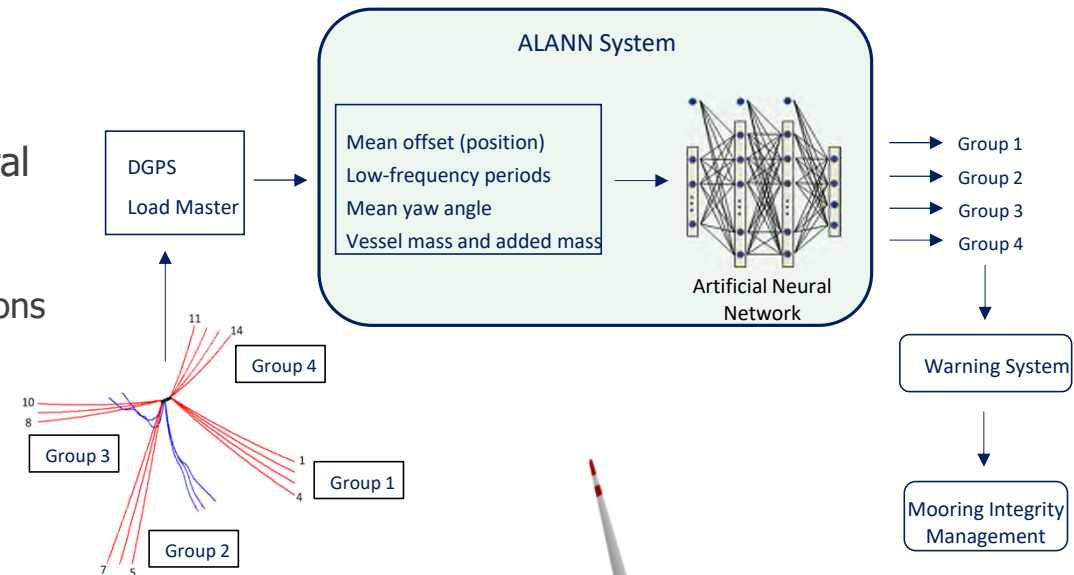 ALANN System
ral
ons
DGPS
Load Master
Mean offset (position)
Low-frequency periods
Mean yaw angle
Vessel mass and added mass
Artificial Neural
Network
Group 1
Group 2
Group 3
Group 4
Warning System
Mooring Integrity
Management
11
14
Group 4
10
8
Group 3
1
4
Group 1
Group 2
7
5